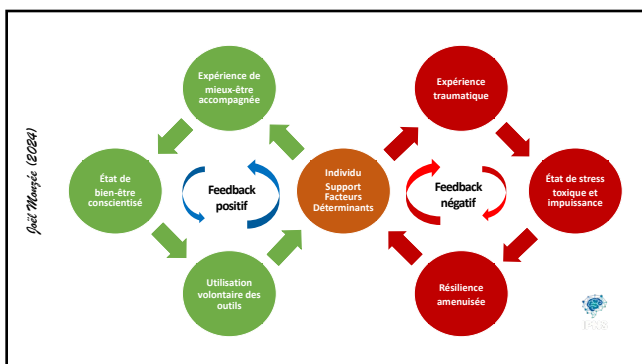 Joël Monzée (2024)
Expérience de
mieux-être
accompagnée
État de
bien-être
conscientisé
Feedback
positif
Utilisation
volontaire des
outils
Individu
Support
Facteurs
Déterminants
Expérience
traumatique
Feedback
négatif
État de stress
toxique et
impuissance
Résilience
amenuisée